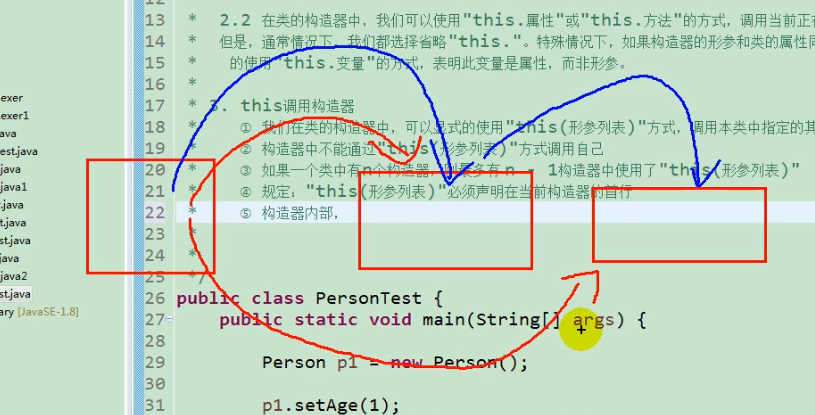 12
13 * 2.2 在类的构造器中，我们可以使用"this.属性"或"this.方法"的方式，调用当前正在
14 * 但是，通常情况下，我们都选择省略"this."。特殊情况下，如果构造器的形参和类的属性同
15 * 的使用"this.变量"的方式，表明此变量是属性，而非形参。
16 *
17 * 3. this调用构造器
18 * ① 我们在类的构造器中，可以显式的使用"this(形参列表)"方式，调用本类中指定的其
19 * ② 构造器中不能通过"this(形参列表)"方式调用自己
20 * ③ 如果一个类中有n个构造器，则最多有 n - 1构造器中使用了"this(形参列表)"
21 * ④ 规定："this(形参列表)"必须声明在当前构造器的首行
22 * ⑤ 构造器内部，
23 *
24 *
25 */
26 public class PersonTest {
27 public static void main(String[] args) {
28
29 Person p1 = new Person();
30
31 p1.setAge(1);
exer
exer1
ava
est.java
.java
.java1
r.java
t.java
st.java
.java
.java2
st.java
ary [JavaSE-1.8]